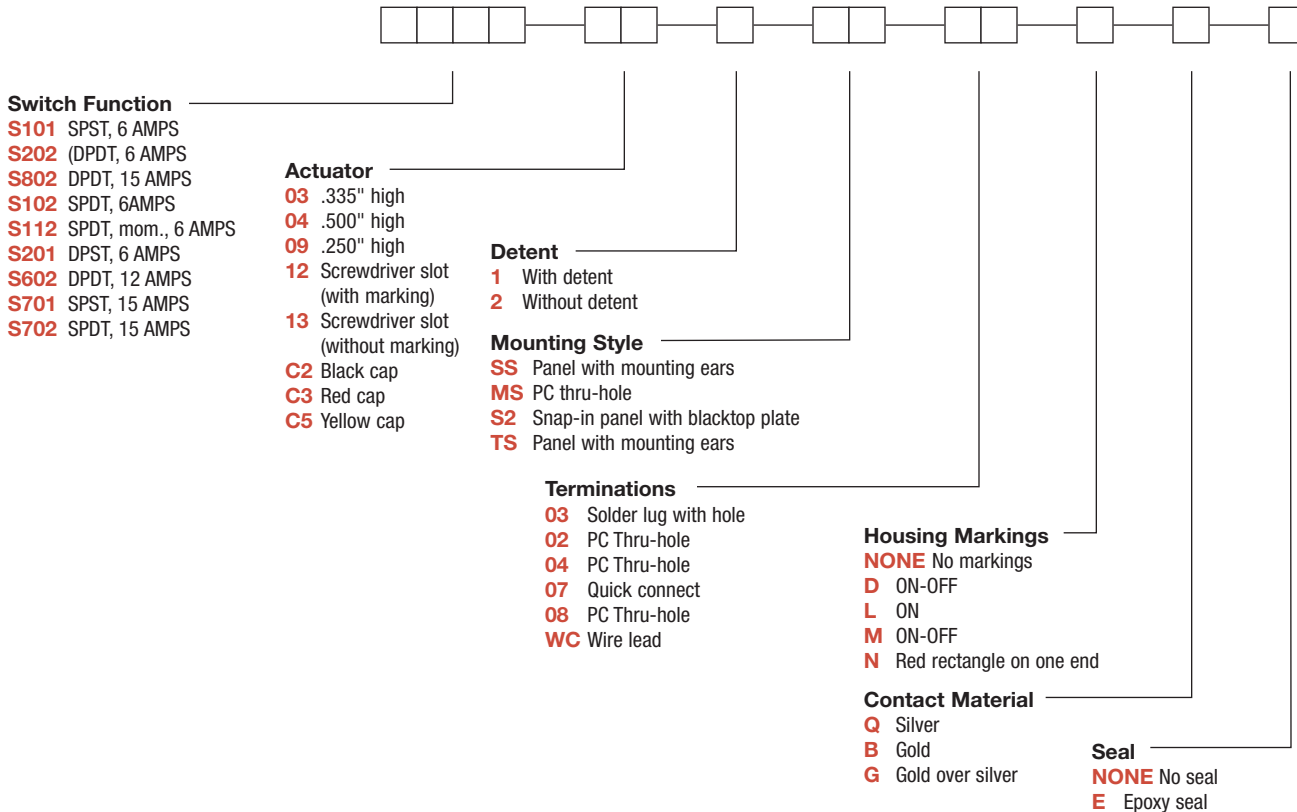 Switch Function
S101 SPST, 6 AMPS
S202 (DPDT, 6 AMPS
S802 DPDT, 15 AMPS
S102 SPDT, 6AMPS
S112 SPDT, mom., 6 AMPS
S201 DPST, 6 AMPS
S602 DPDT, 12 AMPS
S701 SPST, 15 AMPS
S702 SPDT, 15 AMPS
Actuator
03 .335" high
04 .500" high
09 .250" high
12 Screwdriver slot
(with marking)
13 Screwdriver slot
(without marking)
C2 Black cap
C3 Red cap
C5 Yellow cap
Detent
1 With detent
2 Without detent
Mounting Style
SS Panel with mounting ears
MS PC thru-hole
S2 Snap-in panel with blacktop plate
TS Panel with mounting ears
Terminations
03 Solder lug with hole
02 PC Thru-hole
04 PC Thru-hole
07 Quick connect
08 PC Thru-hole
WC Wire lead
Housing Markings
NONE No markings
D ON-OFF
L ON
M ON-OFF
N Red rectangle on one end
Contact Material
Q Silver
B Gold
G Gold over silver
Seal
NONE No seal
E Epoxy seal